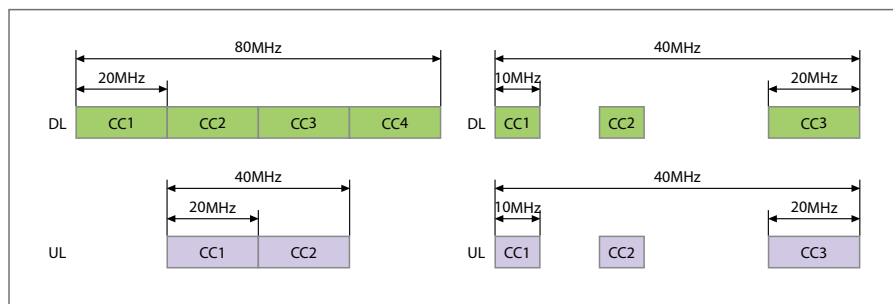 80MHz
20MHz
DL CC1 CC2 CC3 CC4
40MHz
20MHz
UL CC1 CC2
40MHz
10MHz 20MHz
DL CC1 CC2 CC3
40MHz
10MHz 20MHz
UL CC1 CC2 CC3